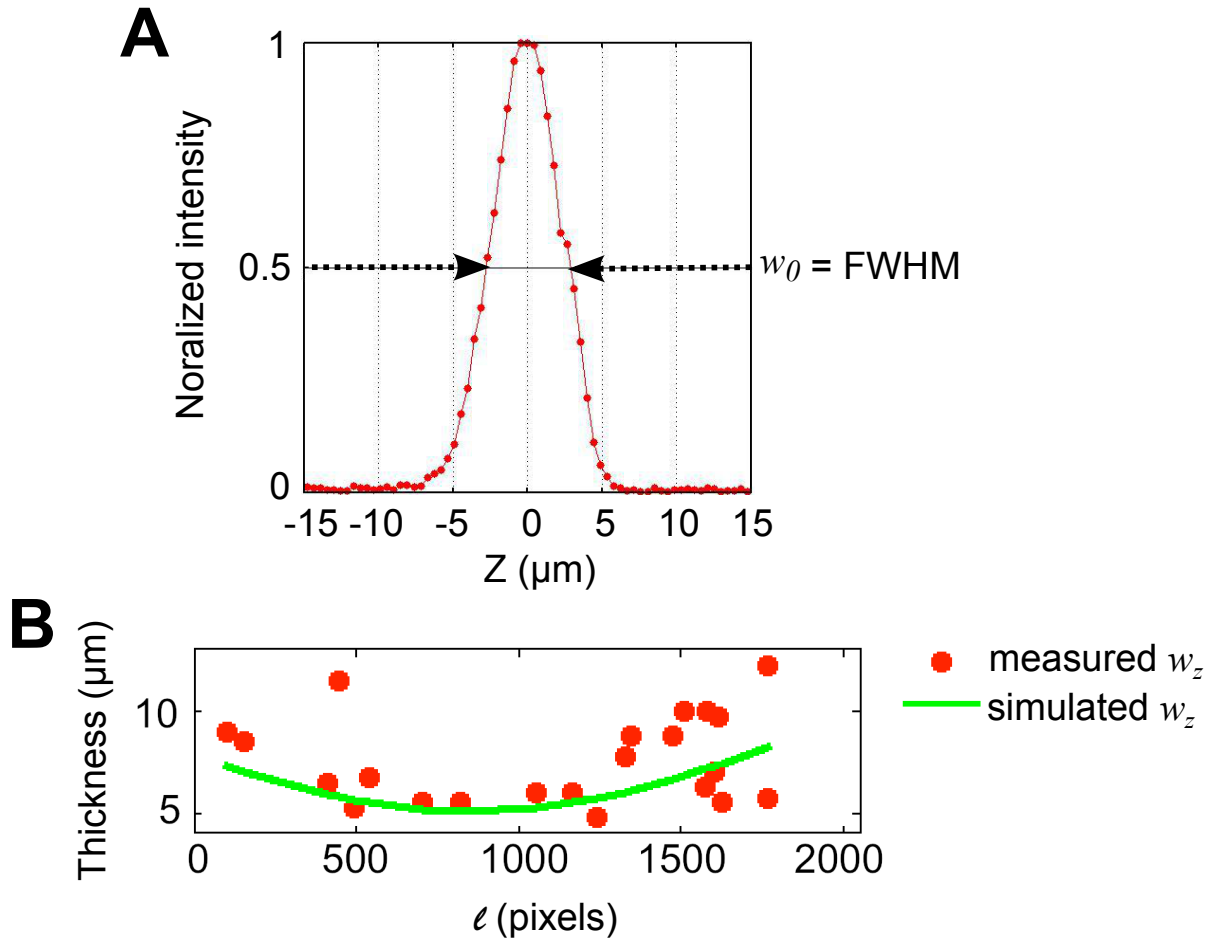 A
Noralized intensity
1
0.5
0
w0 = FWHM
-15 -10 -5 0 5 10 15
Z (µm)
B
Thickness (µm)
10
5
0 500 1000 1500 2000
ℓ (pixels)
measured wz
simulated wz